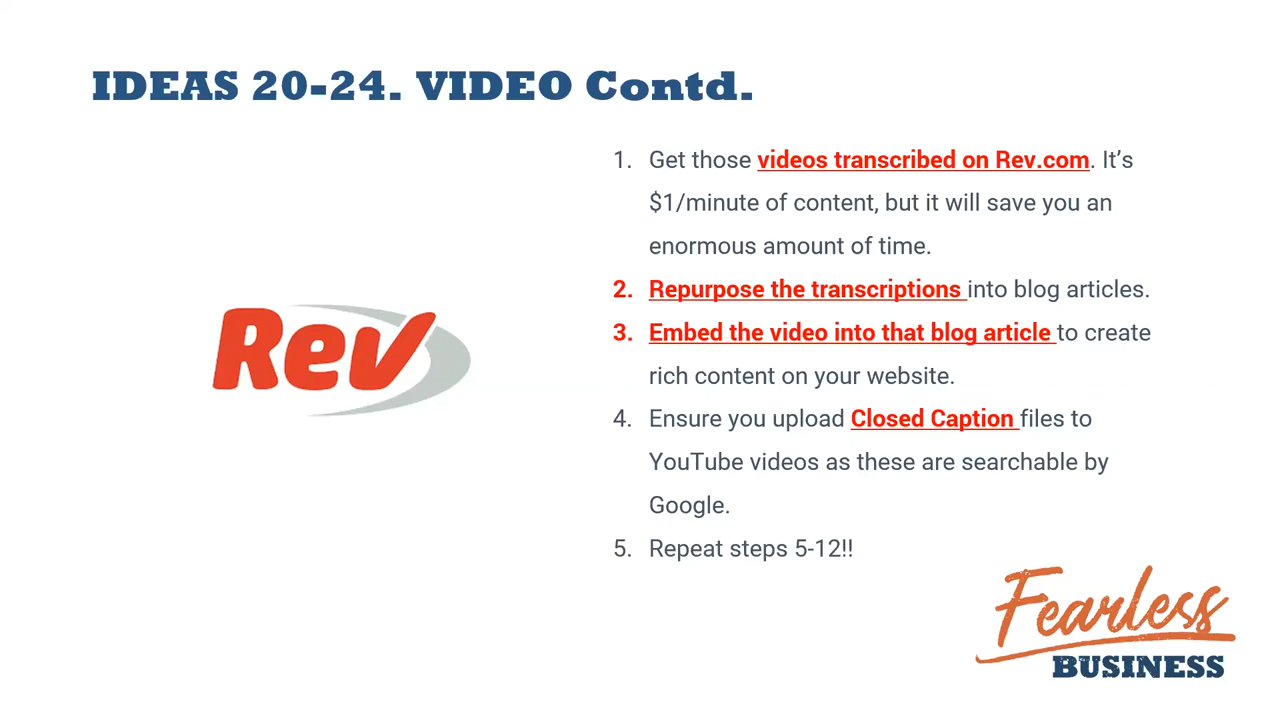 IDEAS 20-24. VIDEO Contd.
1. Get those videos transcribed on Rev.com. It’s
$1/minute of content, but it will save you an
enormous amount of time.
2. Repurpose the transcriptions into blog articles.
3. Embed the video into that blog article to create
rich content on your website.
4. Ensure you upload Closed Caption files to
YouTube videos as these are searchable by
Google.
5. Repeat steps 5-12!!
Rev
Fearless
BUSINESS